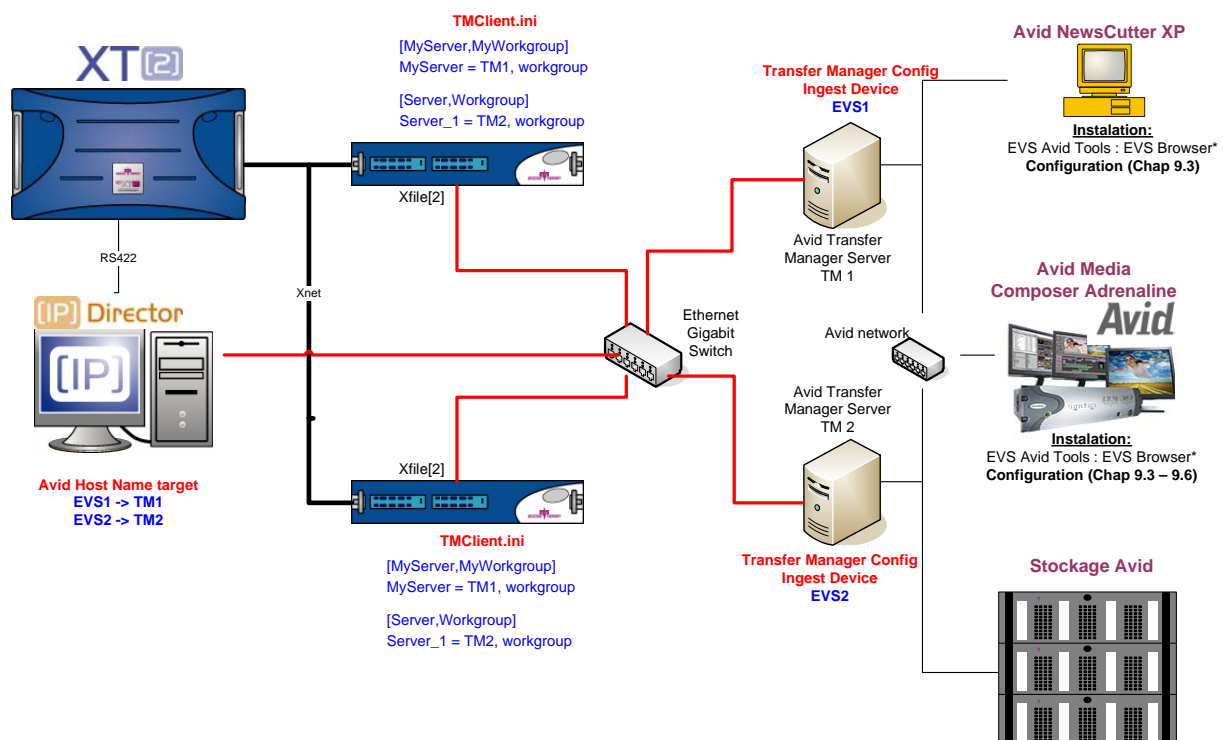 XT[2]
TMClient.ini
[MyServer,MyWorkgroup]
MyServer = TM1, workgroup
[Server,Workgroup]
Server_1 = TM2, workgroup
Xfile[2]
Transfer Manager Config
Ingest Device
EVS1
Avid Transfer
Manager Server
TM 1
Avid NewsCutter XP
Instalation:
EVS Avid Tools : EVS Browser*
Configuration (Chap 9.3)
RS422
Xnet
[IP] Director
[IP]
Avid Host Name target
EVS1 -> TM1
EVS2 -> TM2
Ethernet
Gigabit
Switch
Avid network
Avid Media
Composer Adrenaline
Avid
Instalation:
EVS Avid Tools : EVS Browser*
Configuration (Chap 9.3 – 9.6)
Avid Transfer
Manager Server
TM 2
Transfer Manager Config
Ingest Device
EVS2
Xfile[2]
TMClient.ini
[MyServer,MyWorkgroup]
MyServer = TM1, workgroup
[Server,Workgroup]
Server_1 = TM2, workgroup
Stockage Avid